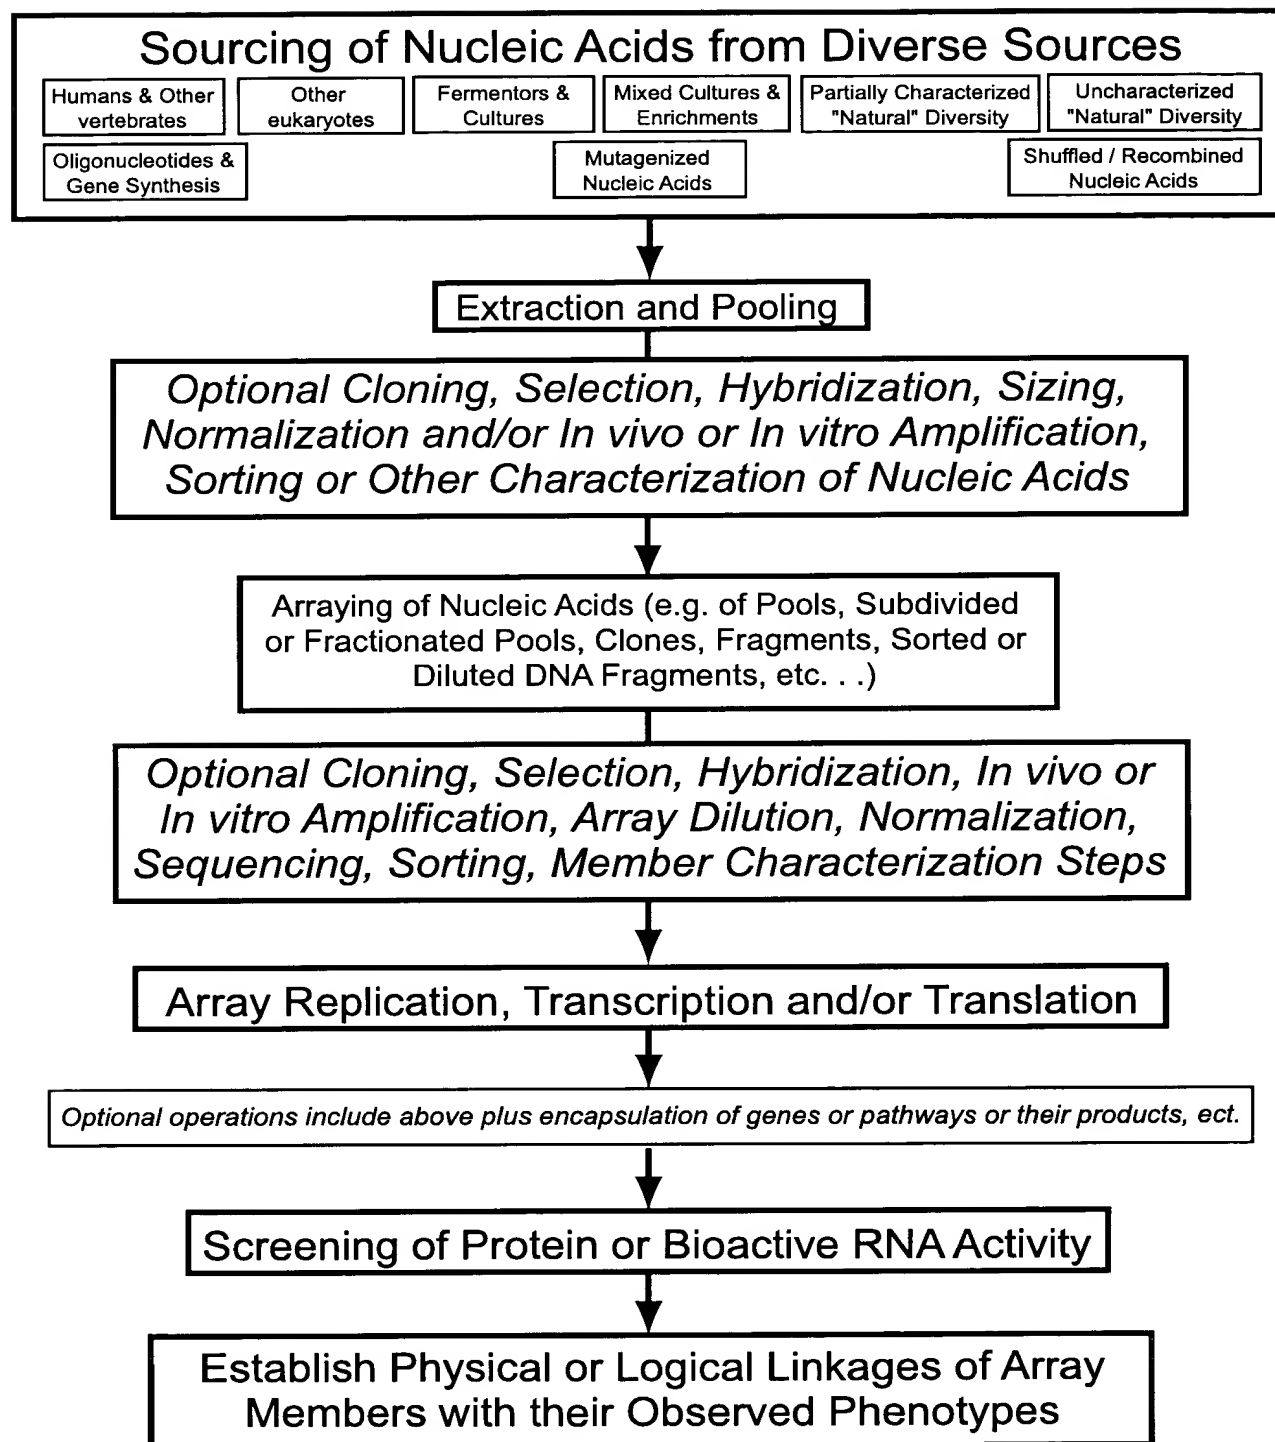 Sourcing of Nucleic Acids from Diverse Sources
Humans & Other
vertebrates
Other
eukaryotes
Fermentors &
Cultures
Mixed Cultures &
Enrichments
Partially Characterized
"Natural" Diversity
Uncharacterized
"Natural" Diversity
Oligonucleotides &
Gene Synthesis
Mutagenized
Nucleic Acids
Shuffled / Recombined
Nucleic Acids
Extraction and Pooling
Optional Cloning, Selection, Hybridization, Sizing,
Normalization and/or In vivo or In vitro Amplification,
Sorting or Other Characterization of Nucleic Acids
Arraying of Nucleic Acids (e.g. of Pools, Subdivided
or Fractionated Pools, Clones, Fragments, Sorted or
Diluted DNA Fragments, etc. . .)
Optional Cloning, Selection, Hybridization, In vivo or
In vitro Amplification, Array Dilution, Normalization,
Sequencing, Sorting, Member Characterization Steps
Array Replication, Transcription and/or Translation
Optional operations include above plus encapsulation of genes or pathways or their products, ect.
Screening of Protein or Bioactive RNA Activity
Establish Physical or Logical Linkages of Array
Members with their Observed Phenotypes